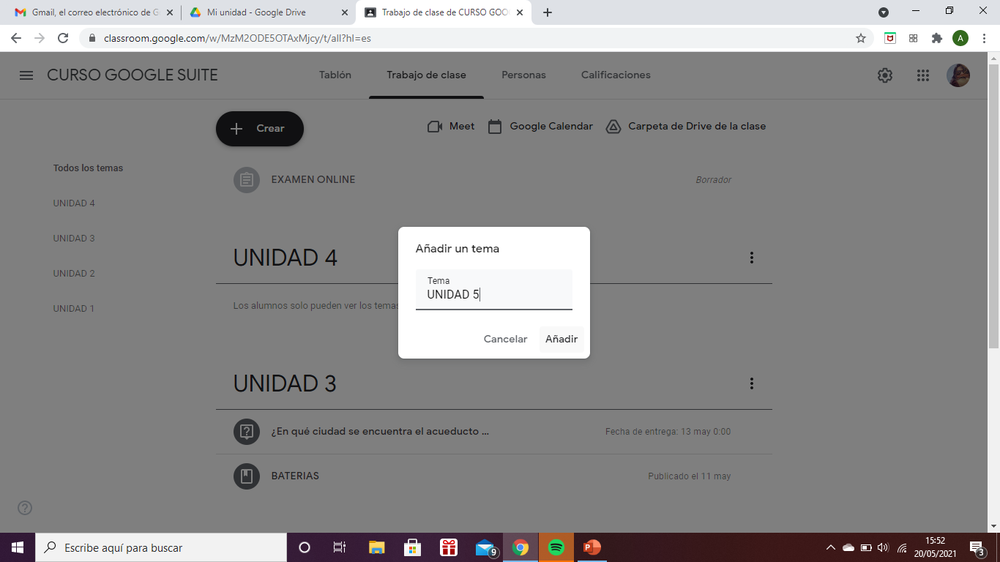 Gmail, el correo electrónico de G
Mi unidad - Google Drive
Trabajo de clase de CURSO GOO
classroom.google.com/w/MzM2ODE5OTAxMjcy/t/all?hl=es
A
CURSO GOOGLE SUITE
Tablón
Trabajo de clase
Personas
Calificaciones
Crear
Meet
Google Calendar
Carpeta de Drive de la clase
Todos los temas
UNIDAD 4
UNIDAD 3
UNIDAD 2
UNIDAD 1
EXAMEN ONLINE
Borrador
UNIDAD 4
Los alumnos solo pueden ver los temas
Añadir un tema
Tema
UNIDAD 5
Cancelar
Añadir
UNIDAD 3
¿En qué ciudad se encuentra el acueducto ...
Fecha de entrega: 13 may 0:00
BATERIAS
Publicado el 11 may
Escribe aquí para buscar
9
P
15:52
20/05/2021
3